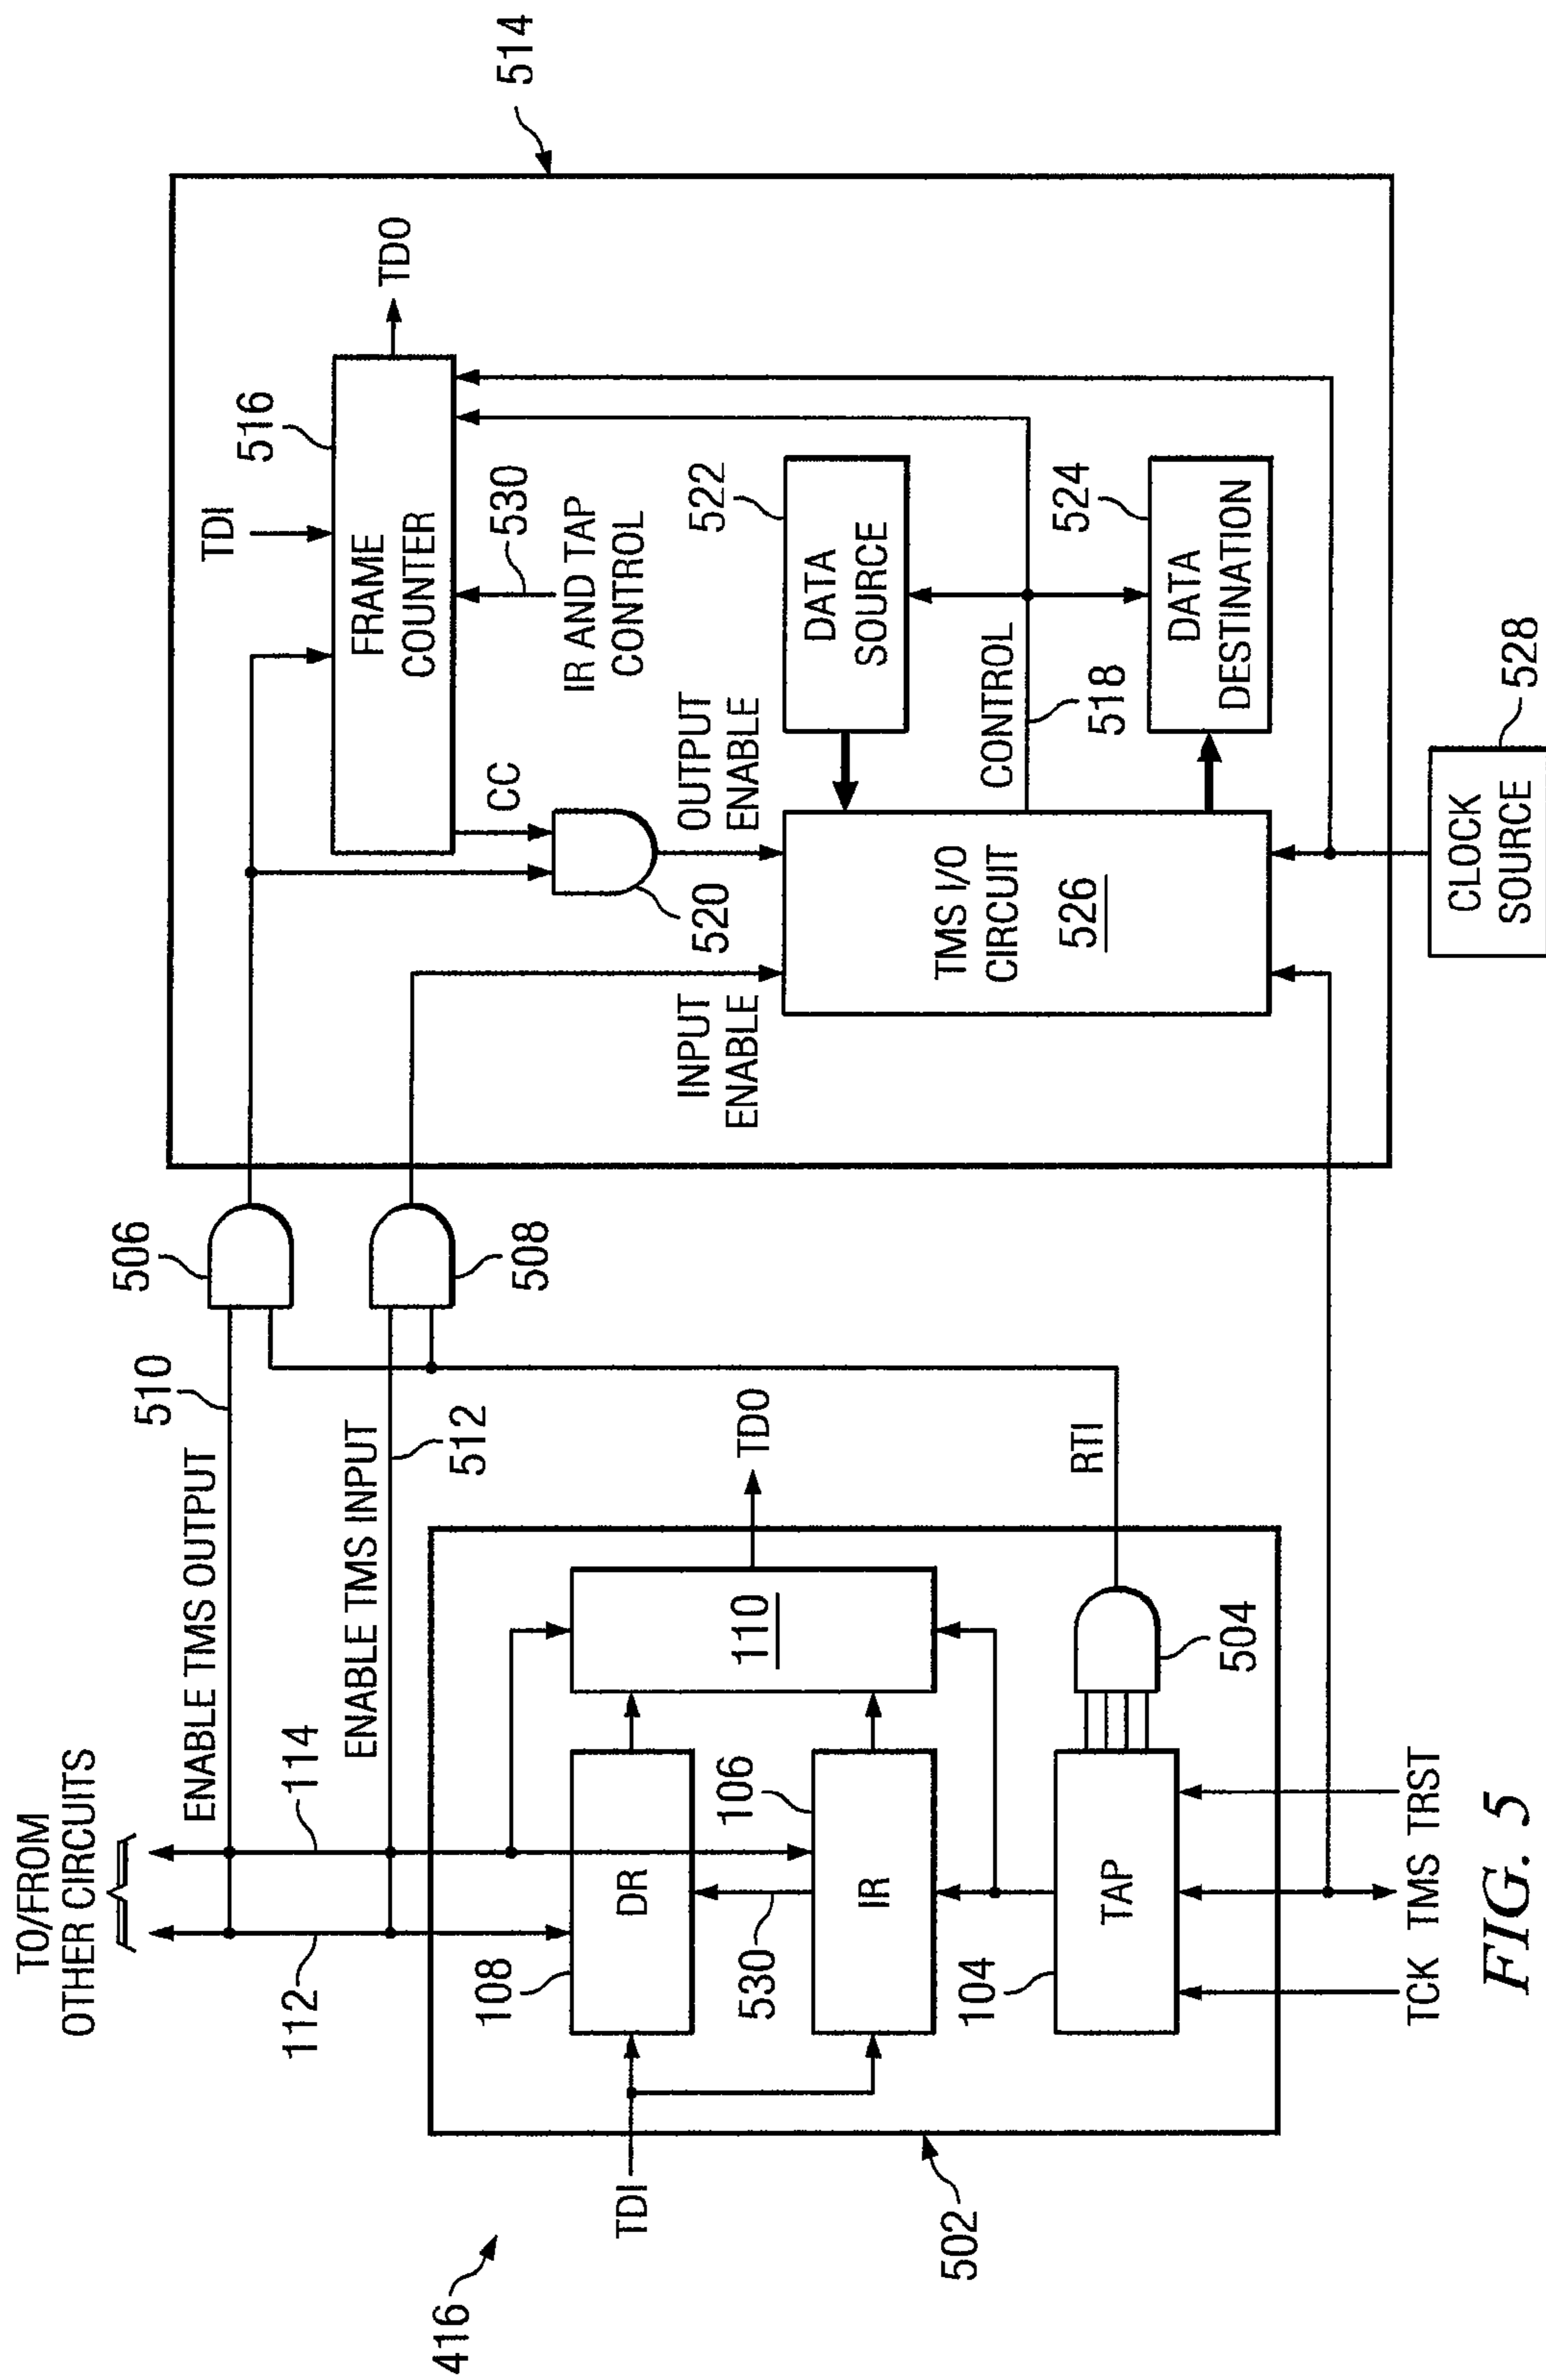 TO/FROM
OTHER CIRCUITS
112
114
ENABLE TMS OUTPUT
510
506
ENABLE TMS INPUT
512
508
416
502
TDI
108
DR
530
106
IR
110
TDO
104
TAP
504
RTI
TCK TMS TRST
514
TDI
516
FRAME
COUNTER
TDO
530
IR AND TAP
CONTROL
CC
520
OUTPUT
ENABLE
INPUT
ENABLE
522
DATA
SOURCE
TMS I/O
CIRCUIT
526
CONTROL
518
524
DATA
DESTINATION
CLOCK
SOURCE
528
FIG. 5